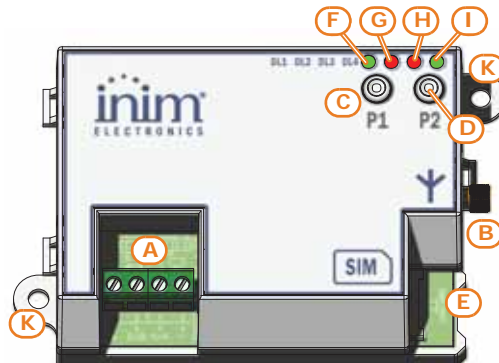 F G H I
DL1 DL2 DL3 DL4
K
inim
ELECTRONICS
C
P1 P2
D
B
A
SIM
E
K